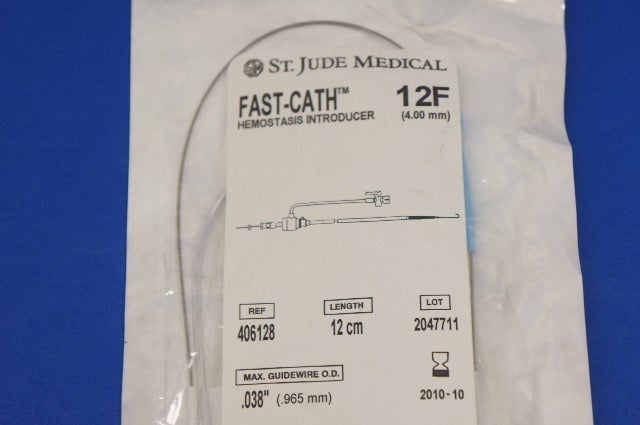 ST. JUDE MEDICAL
FAST-CATH™ 12F
HEMOSTASIS INTRODUCER (4.00 mm)
REF LENGTH LOT
406128 12 cm 2047711
MAX. GUIDEWIRE O.D.
.038" (.965 mm) 2010-10